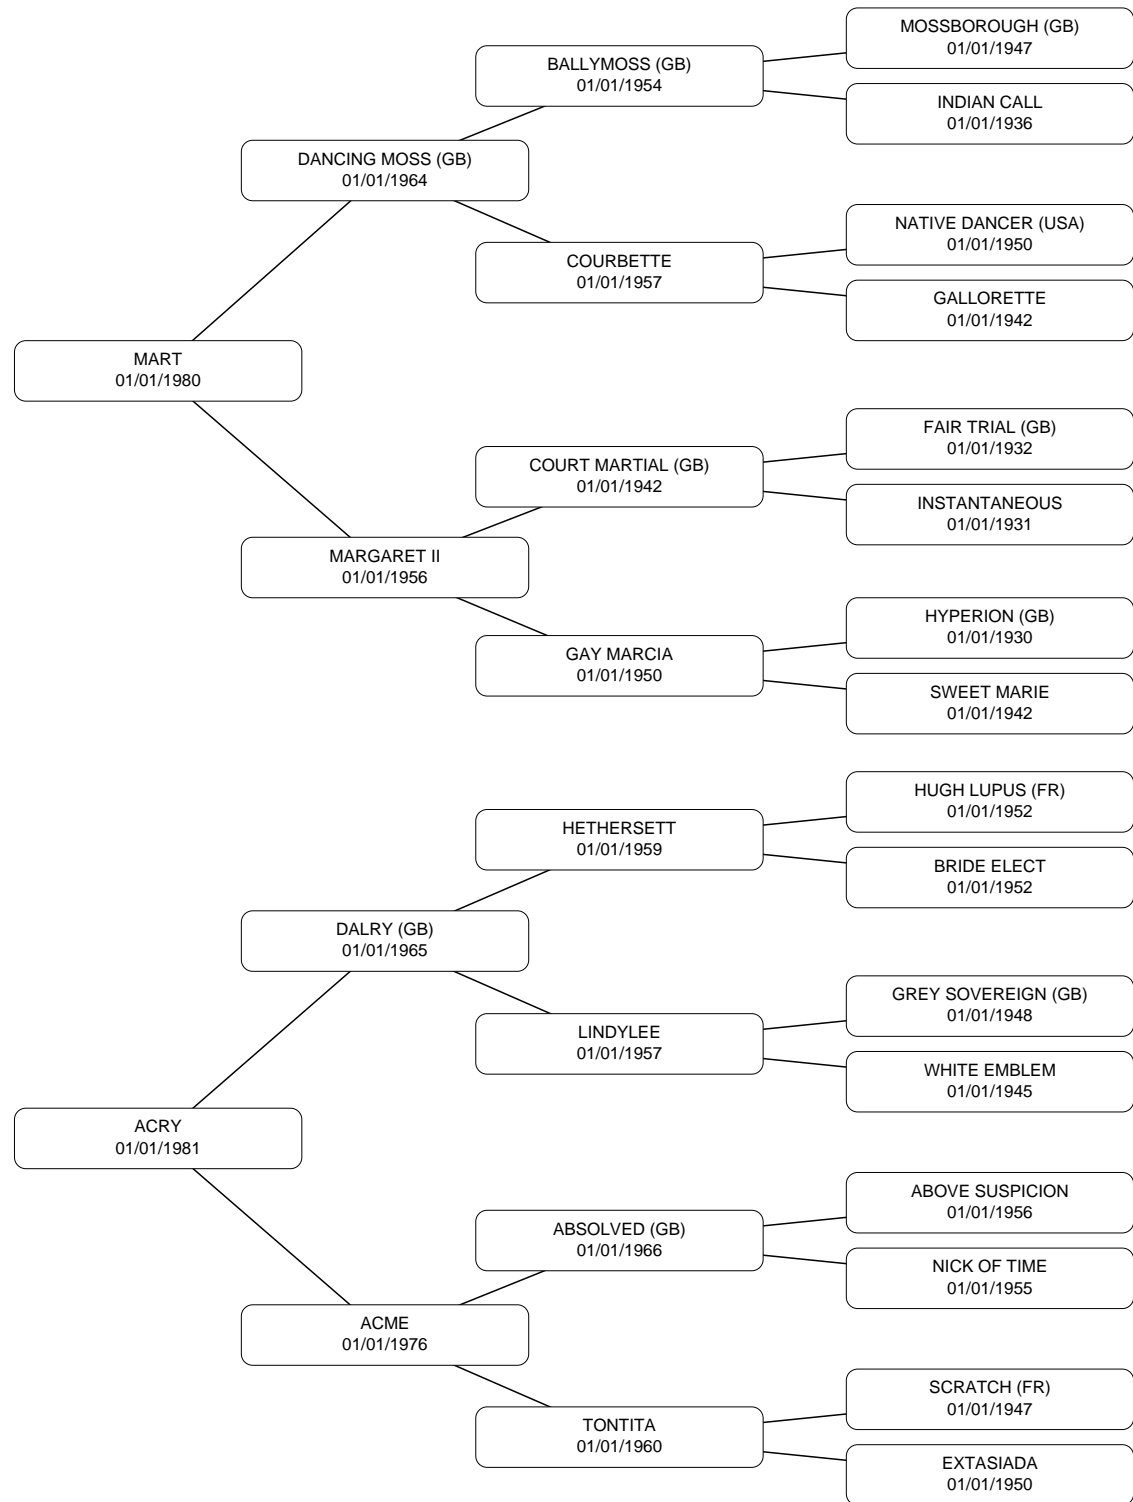 MOSSBOROUGH (GB)
01/01/1947
BALLYMOSS (GB)
01/01/1954
INDIAN CALL
01/01/1936
DANCING MOSS (GB)
01/01/1964
NATIVE DANCER (USA)
01/01/1950
COURBETTE
01/01/1957
GALLORETTE
01/01/1942
MART
01/01/1980
FAIR TRIAL (GB)
01/01/1932
COURT MARTIAL (GB)
01/01/1942
INSTANTANEOUS
01/01/1931
MARGARET II
01/01/1956
HYPERION (GB)
01/01/1930
GAY MARCIA
01/01/1950
SWEET MARIE
01/01/1942
HUGH LUPUS (FR)
01/01/1952
HETHERSETT
01/01/1959
BRIDE ELECT
01/01/1952
DALRY (GB)
01/01/1965
GREY SOVEREIGN (GB)
01/01/1948
LINDYLEE
01/01/1957
WHITE EMBLEM
01/01/1945
ACRY
01/01/1981
ABOVE SUSPICION
01/01/1956
ABSOLVED (GB)
01/01/1966
NICK OF TIME
01/01/1955
ACME
01/01/1976
SCRATCH (FR)
01/01/1947
TONTITA
01/01/1960
EXTASIADA
01/01/1950